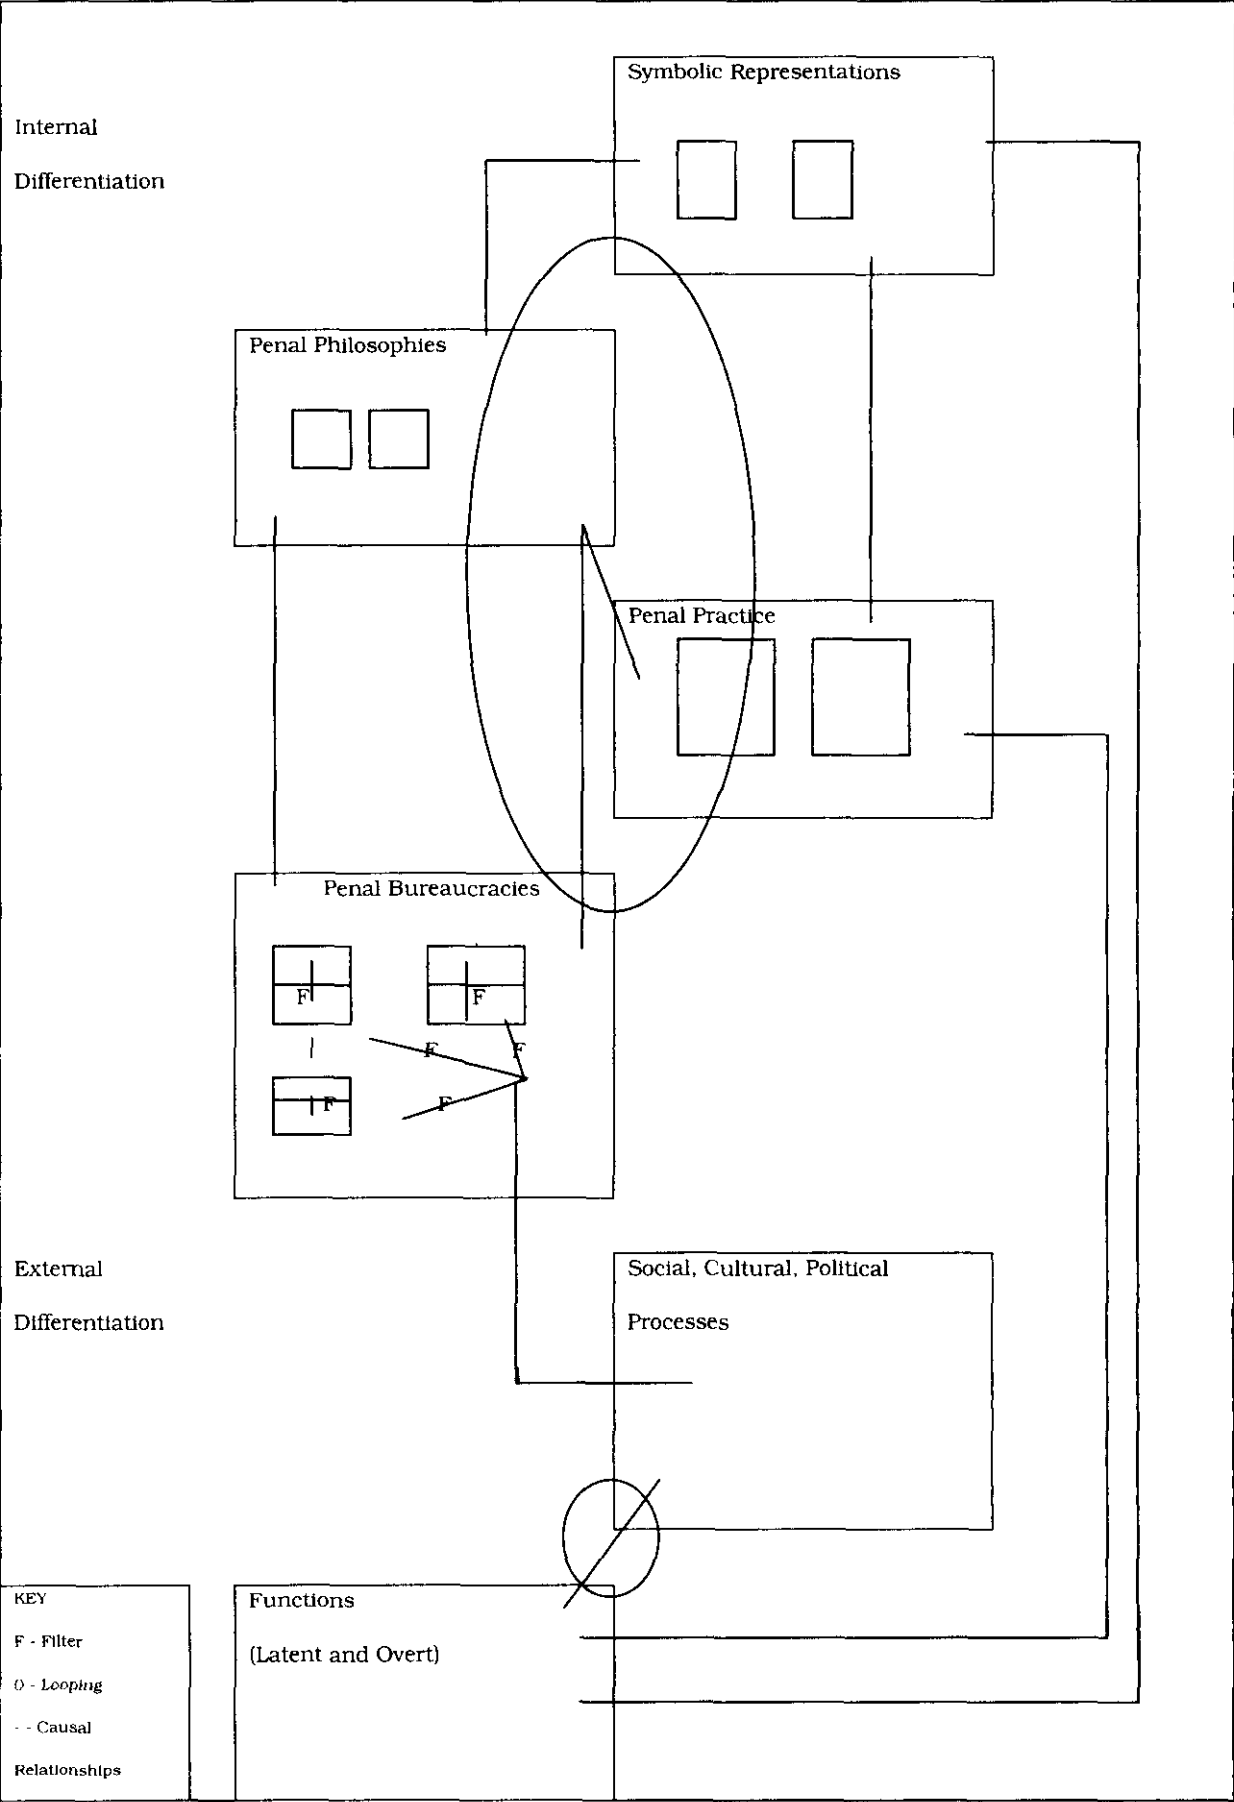 Symbolic Representations
Internal
Differentiation
Penal Philosophies
Penal Practice
Penal Bureaucracies
F
F
F
F
F
F
External
Differentiation
Social, Cultural, Political
Processes
KEY
F - Filter
0 - Looping
- - Causal
Relationships
Functions
(Latent and Overt)